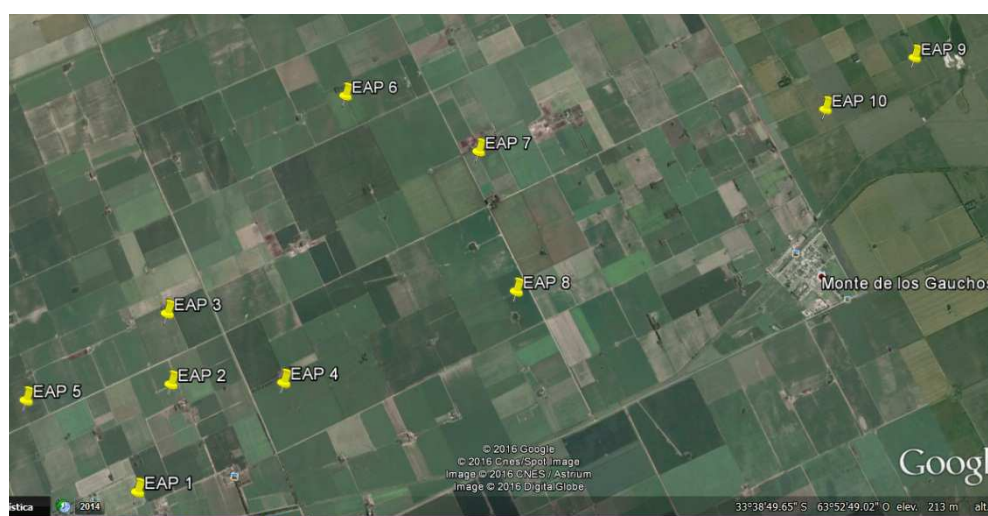 EAP 9
EAP 6
EAP 10
EAP 7
EAP 8
Monte de los Gauchos
EAP 3
EAP 4
EAP 2
EAP 5
© 2016 Google
© 2016 Cnes/Spot Image
Image © 2016 CNES / Astrium
Image © 2016 DigitalGlobe
Googl
EAP 1
ística
2014
33°38'49.65" S 63°52'49.02" O elev. 213 m alt.